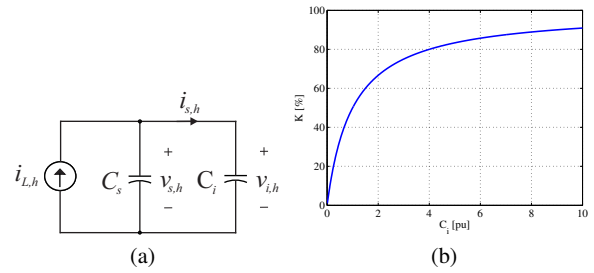 i_{s,h}
i_{L,h}
C_s
+
v_{s,h}
−
C_i
+
v_{i,h}
−
(a)
100
80
60
40
20
0
K [%]
0 2 4 6 8 10
C_i [pu]
(b)